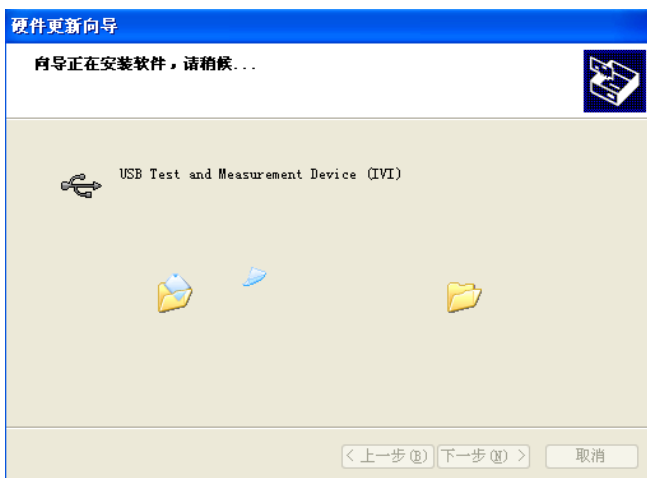 硬件更新向导
向导正在安装软件，请稍候...
USB Test and Measurement Device (IVI)
< 上一步(B) 下一步(N) > 取消